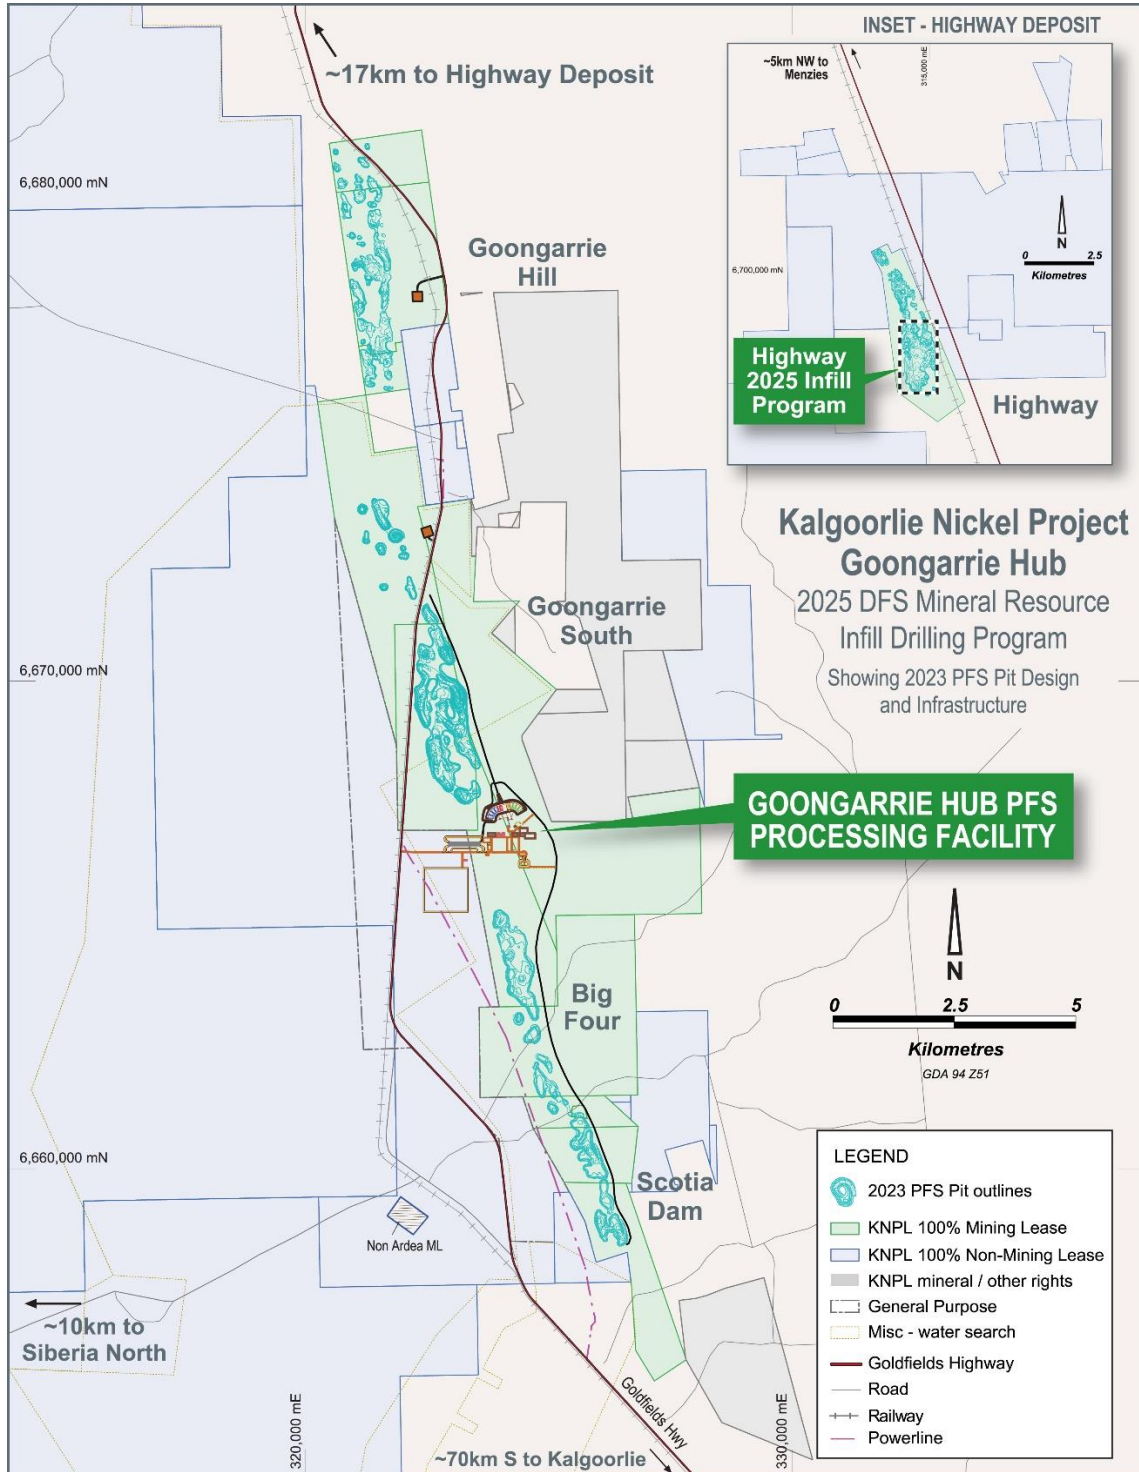 INSET - HIGHWAY DEPOSIT
~17km to Highway Deposit
~5km NW to
Menzies
315,000 mE
6,680,000 mN
Goongarrie
Hill
6,700,000 mN
N
0 2.5
Kilometres
Highway
2025 Infill
Program
Highway
Kalgoorlie Nickel Project
Goongarrie Hub
2025 DFS Mineral Resource
Infill Drilling Program
Showing 2023 PFS Pit Design
and Infrastructure
Goongarrie
South
6,670,000 mN
GOONGARRIE HUB PFS
PROCESSING FACILITY
N
0 2.5 5
Kilometres
GDA 94 Z51
Big
Four
6,660,000 mN
Scotia
Dam
Non Ardea ML
~10km to
Siberia North
LEGEND
2023 PFS Pit outlines
KNPL 100% Mining Lease
KNPL 100% Non-Mining Lease
KNPL mineral / other rights
General Purpose
Misc - water search
Goldfields Highway
Road
Railway
Powerline
320,000 mE
Goldfields Hwy
330,000 mE
~70km S to Kalgoorlie